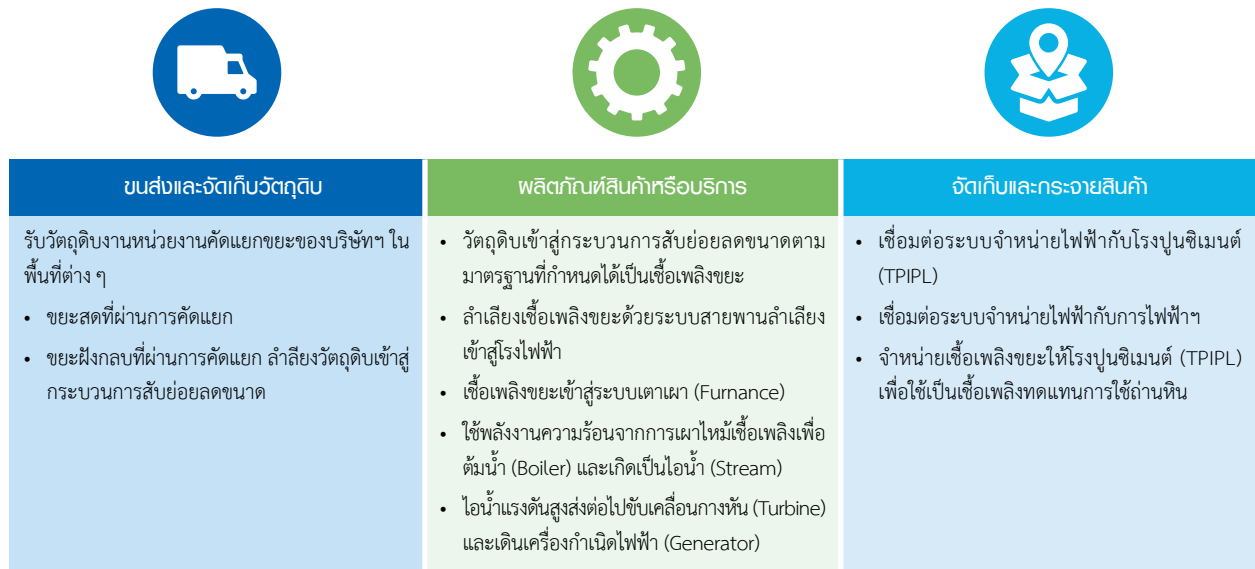 ขนส่งและจัดเก็บวัตถุดิบ
รับวัตถุดิบงานหน่วยงานคัดแยกขยะของบริษัทฯ ใน
พื้นที่ต่าง ๆ
• ขยะสดที่ผ่านการคัดแยก
• ขยะฝังกลบที่ผ่านการคัดแยก ลำลียงวัตถุดิบเข้าสู่
กระบวนการสับย่อยลดขนาด
ผลิตภัณฑ์สินค้าหรือบริการ
• วัตถุดิบเข้าสู่กระบวนการสับย่อยลดขนาดตาม
มาตรฐานที่กำหนดได้เป็นเชื้อเพลิงขยะ
• ลำเลียงเชื้อเพลิงขยะด้วยระบบสายพานลำเลียง
เข้าสู่โรงไฟฟ้า
• เชื้อเพลิงขยะเข้าสู่ระบบเตาเผา (Furnance)
• ใช้พลังงานความร้อนจากการเผาไหม้เชื้อเพลิงเพื่อ
ต้มน้ำ (Boiler) และเกิดเป็นไอน้ำ (Stream)
• ไอน้ำแรงดันสูงส่งต่อไปขับเคลื่อนกางหัน (Turbine)
และเดินเครื่องกำเนิดไฟฟ้า (Generator)
จัดเก็บและกระจายสินค้า
• เชื่อมต่อระบบจำหน่ายไฟฟ้ากับโรงปูนซิเมนต์
(TPIPL)
• เชื่อมต่อระบบจำหน่ายไฟฟ้ากับการไฟฟ้าฯ
• จำหน่ายเชื้อเพลิงขยะให้โรงปูนซิเมนต์ (TPIPL)
เพื่อใช้เป็นเชื้อเพลิงทดแทนการใช้ถ่านหิน